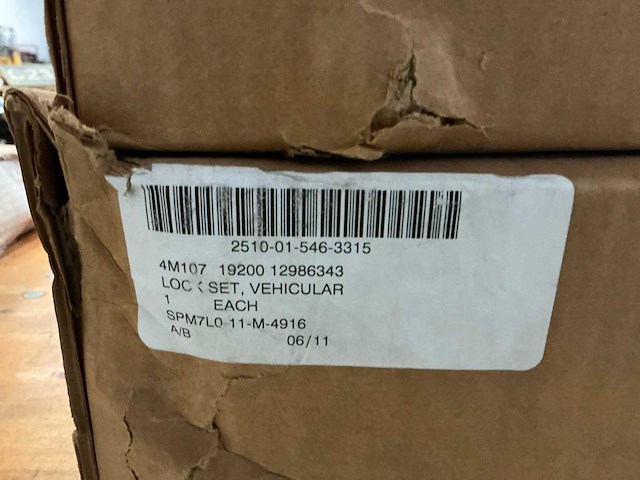 2510-01-546-3315
4M107 19200 12986343
LOCK SET, VEHICULAR
1 EACH
SPM7L0-11-M-4916
A/B 06/11